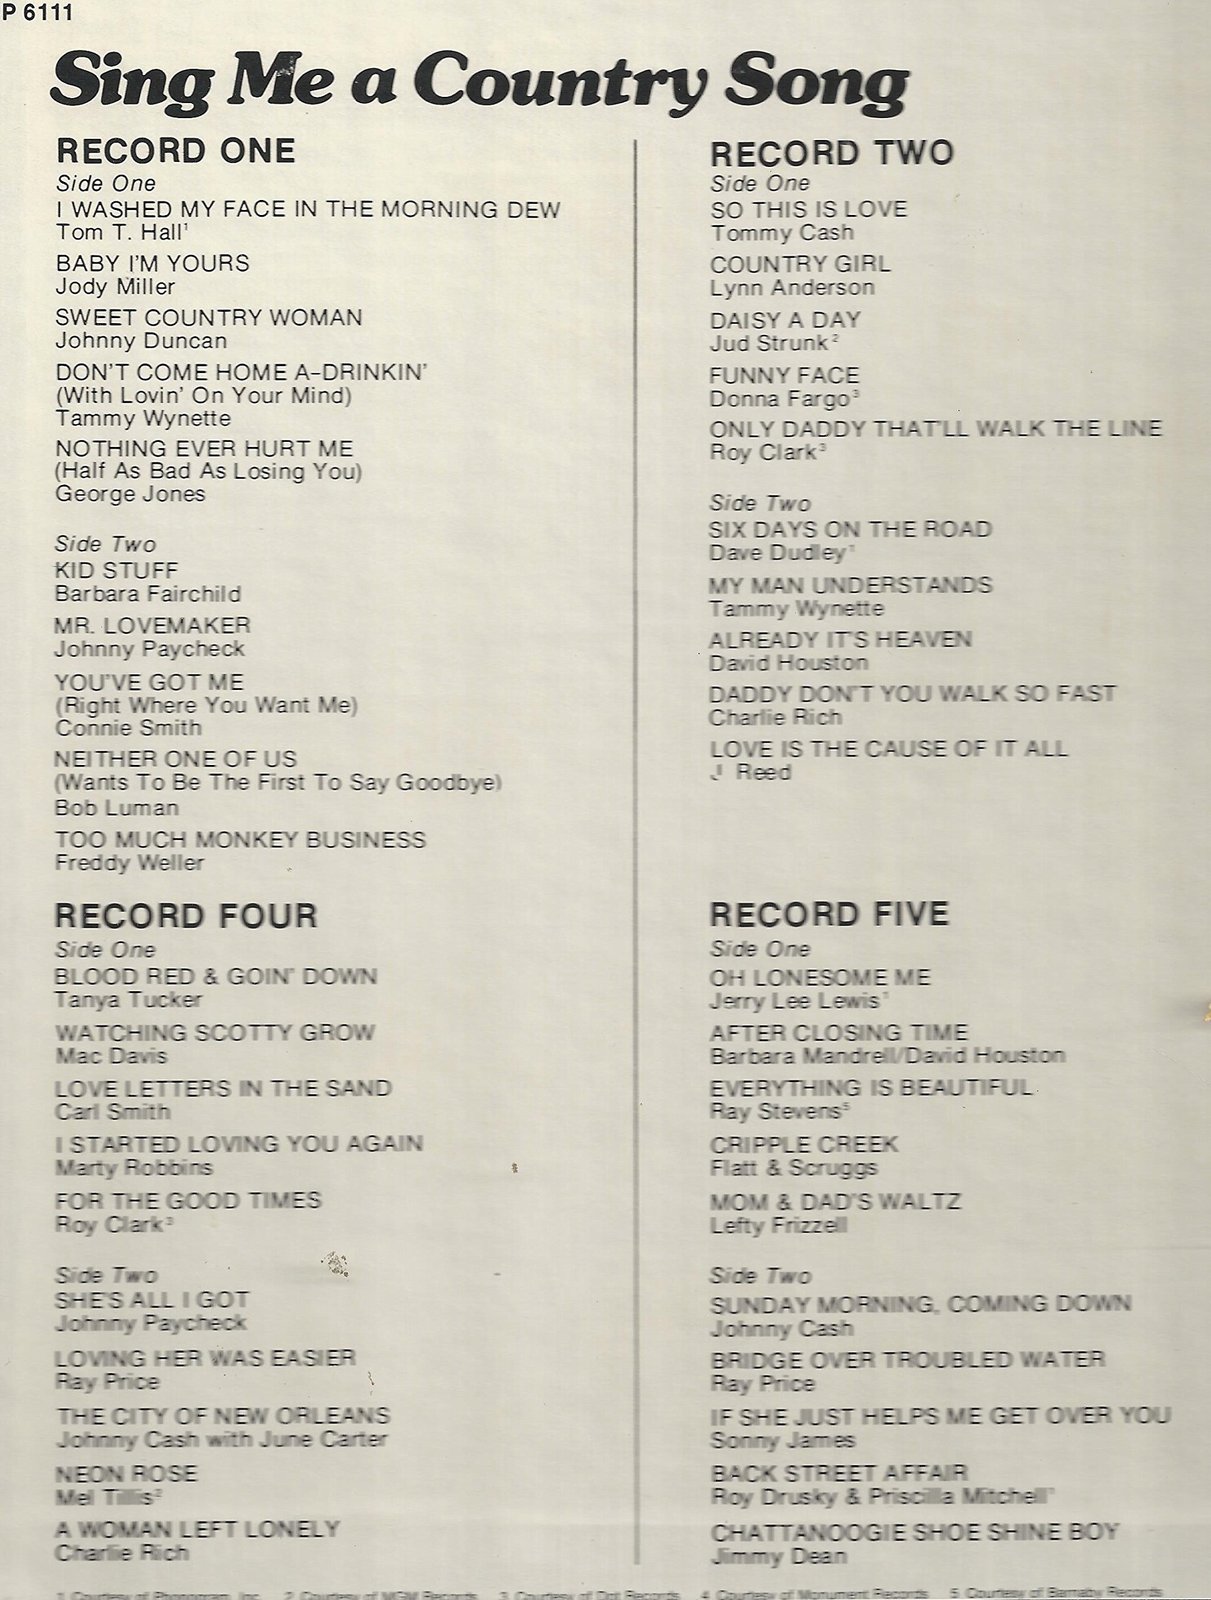 P 6111
Sing Me a Country Song
RECORD ONE
Side One
I WASHED MY FACE IN THE MORNING DEW
Tom T. Hall¹
BABY I'M YOURS
Jody Miller
SWEET COUNTRY WOMAN
Johnny Duncan
DON'T COME HOME A-DRINKIN'
(With Lovin' On Your Mind)
Tammy Wynette
NOTHING EVER HURT ME
(Half As Bad As Losing You)
George Jones
Side Two
KID STUFF
Barbara Fairchild
MR. LOVEMAKER
Johnny Paycheck
YOU'VE GOT ME
(Right Where You Want Me)
Connie Smith
NEITHER ONE OF US
(Wants To Be The First To Say Goodbye)
Bob Luman
TOO MUCH MONKEY BUSINESS
Freddy Weller
RECORD TWO
Side One
SO THIS IS LOVE
Tommy Cash
COUNTRY GIRL
Lynn Anderson
DAISY A DAY
Jud Strunk²
FUNNY FACE
Donna Fargo³
ONLY DADDY THAT'LL WALK THE LINE
Roy Clark³
Side Two
SIX DAYS ON THE ROAD
Dave Dudley¹
MY MAN UNDERSTANDS
Tammy Wynette
ALREADY IT'S HEAVEN
David Houston
DADDY DON'T YOU WALK SO FAST
Charlie Rich
LOVE IS THE CAUSE OF IT ALL
Reed
RECORD FOUR
Side One
BLOOD RED & GOIN' DOWN
Tanya Tucker
WATCHING SCOTTY GROW
Mac Davis
LOVE LETTERS IN THE SAND
Carl Smith
I STARTED LOVING YOU AGAIN
Marty Robbins
FOR THE GOOD TIMES
Roy Clark³
Side Two
SHE'S ALL I GOT
Johnny Paycheck
LOVING HER WAS EASIER
Ray Price
THE CITY OF NEW ORLEANS
Johnny Cash with June Carter
NEON ROSE
Mel Tillis²
A WOMAN LEFT LONELY
Charlie Rich
RECORD FIVE
Side One
OH LONESOME ME
Jerry Lee Lewis¹
AFTER CLOSING TIME
Barbara Mandrell/David Houston
EVERYTHING IS BEAUTIFUL
Ray Stevens⁵
CRIPPLE CREEK
Flatt & Scruggs
MOM & DAD'S WALTZ
Lefty Frizzell
Side Two
SUNDAY MORNING, COMING DOWN
Johnny Cash
BRIDGE OVER TROUBLED WATER
Ray Price
IF SHE JUST HELPS ME GET OVER YOU
Sonny James
BACK STREET AFFAIR
Roy Drusky & Priscilla Mitchell¹
CHATTANOOGIE SHOE SHINE BOY
Jimmy Dean
1 Courtesy of Phonogram, Inc. 2 Courtesy of MGM Records 3 Courtesy of Dot Records 4 Courtesy of Monument Records 5 Courtesy of Barnaby Records